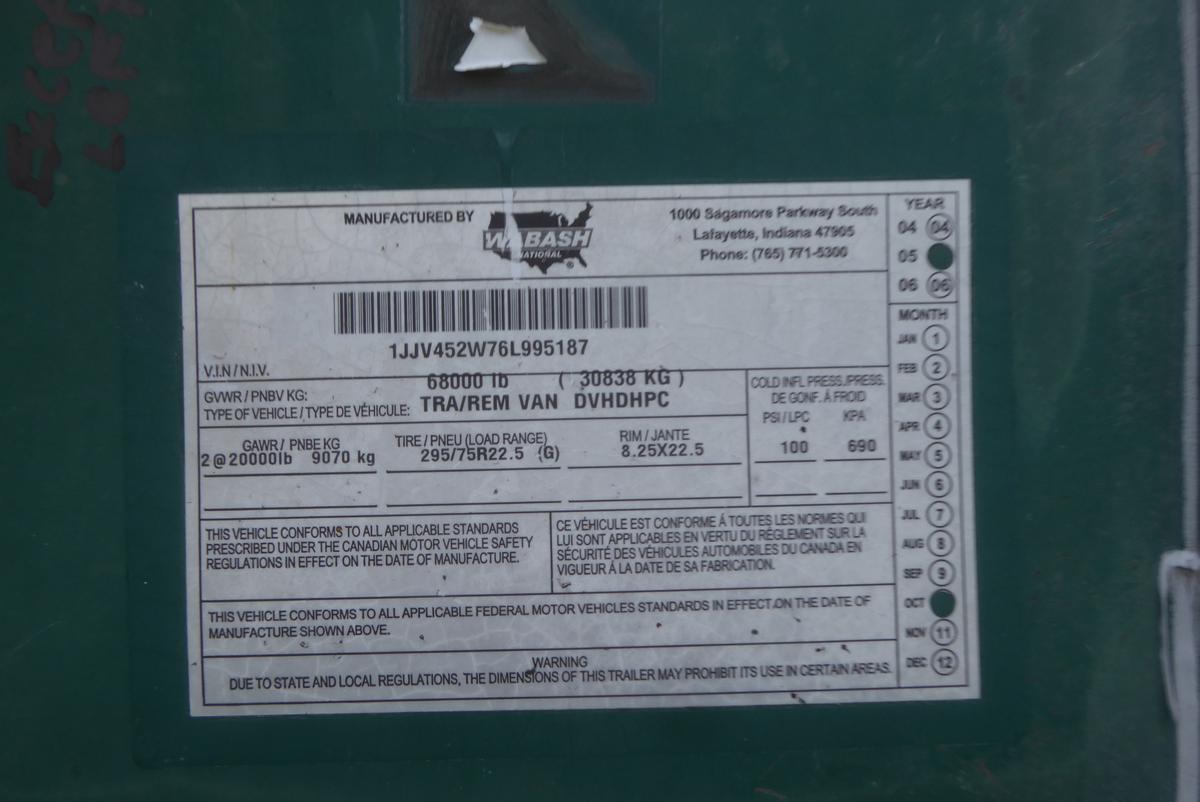 MANUFACTURED BY
WABASH
NATIONAL
®
1000 Sagamore Parkway South
Lafayette, Indiana 47905
Phone: (765) 771-5300
1JJV452W76L995187
V.I.N / N.I.V.
GVWR / PNBV KG: 68000 lb ( 30838 KG )
TYPE OF VEHICLE / TYPE DE VÉHICULE: TRA/REM VAN DVHDHPC
COLD INFL PRESS./PRESS.
DE GONF. À FROID
PSI / LPC KPA
100 690
GAWR / PNBE KG TIRE / PNEU (LOAD RANGE) RIM / JANTE
2@20000lb 9070 kg 295/75R22.5 (G) 8.25X22.5
THIS VEHICLE CONFORMS TO ALL APPLICABLE STANDARDS
PRESCRIBED UNDER THE CANADIAN MOTOR VEHICLE SAFETY
REGULATIONS IN EFFECT ON THE DATE OF MANUFACTURE.
CE VÉHICULE EST CONFORME Á TOUTES LES NORMES QUI
LUI SONT APPLICABLES EN VERTU DU RÉGLEMENT SUR LA
SÉCURITÉ DES VÉHICULES AUTOMOBILES DU CANADA EN
VIGUEUR À LA DATE DE SA FABRICATION.
THIS VEHICLE CONFORMS TO ALL APPLICABLE FEDERAL MOTOR VEHICLES STANDARDS IN EFFECT ON THE DATE OF
MANUFACTURE SHOWN ABOVE.
WARNING
DUE TO STATE AND LOCAL REGULATIONS, THE DIMENSIONS OF THIS TRAILER MAY PROHIBIT ITS USE IN CERTAIN AREAS.
YEAR
04 04
05
06 06
MONTH
JAN 1
FEB 2
MAR 3
APR 4
MAY 5
JUN 6
JUL 7
AUG 8
SEP 9
OCT
NOV 11
DEC 12